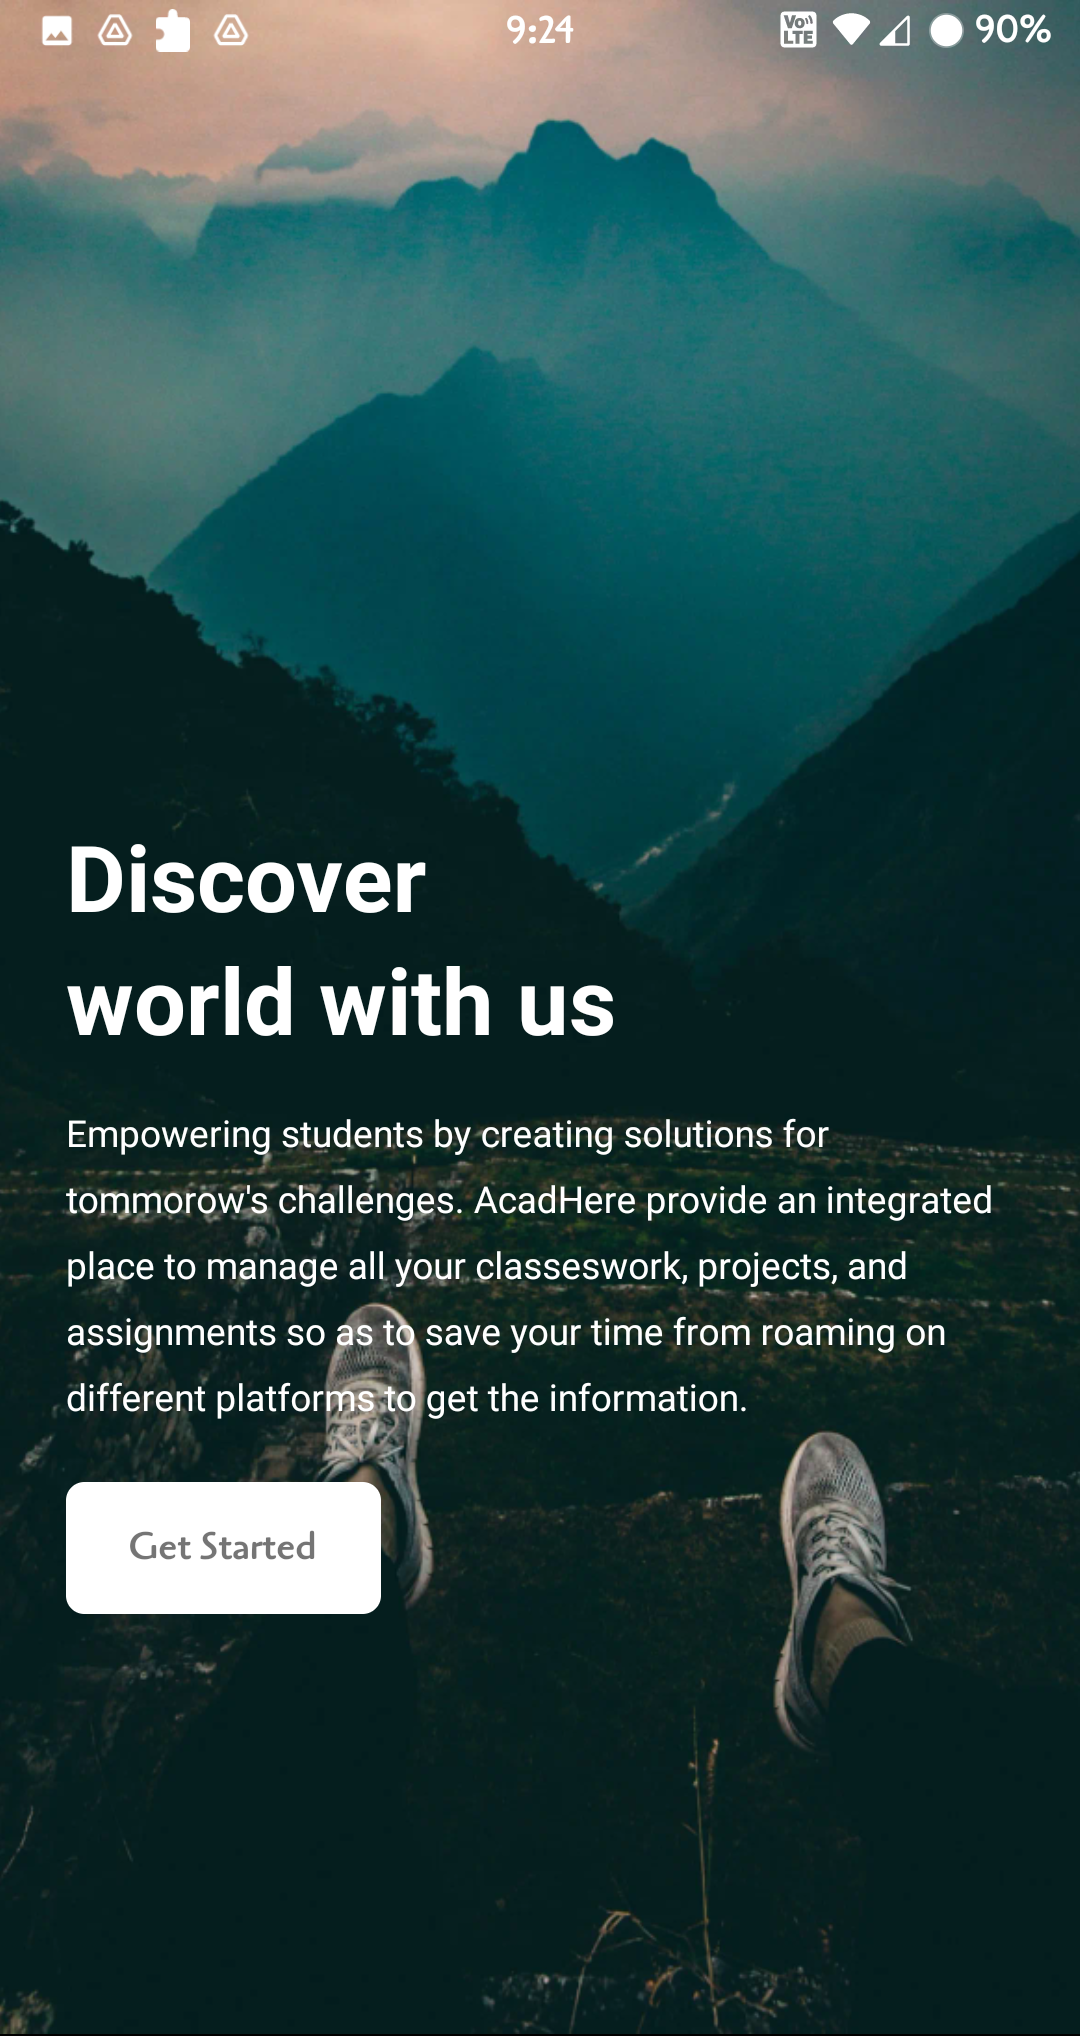 9:24
Vo LTE
90%
Discover
world with us
Empowering students by creating solutions for
tommorow's challenges. AcadHere provide an integrated
place to manage all your classeswork, projects, and
assignments so as to save your time from roaming on
different platforms to get the information.
Get Started